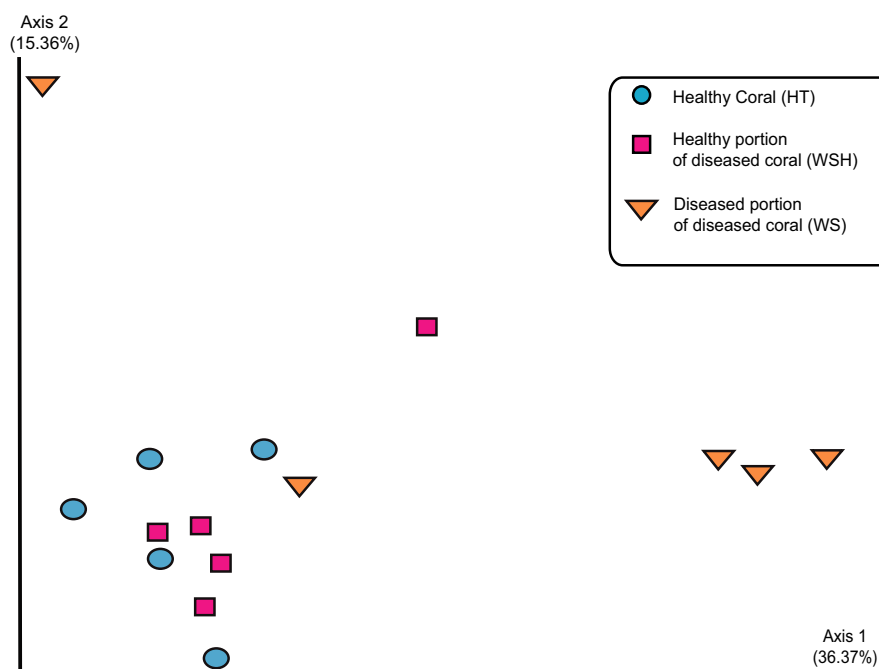 Axis 2
(15.36%)
Healthy Coral (HT)
Healthy portion
of diseased coral (WSH)
Diseased portion
of diseased coral (WS)
Axis 1
(36.37%)